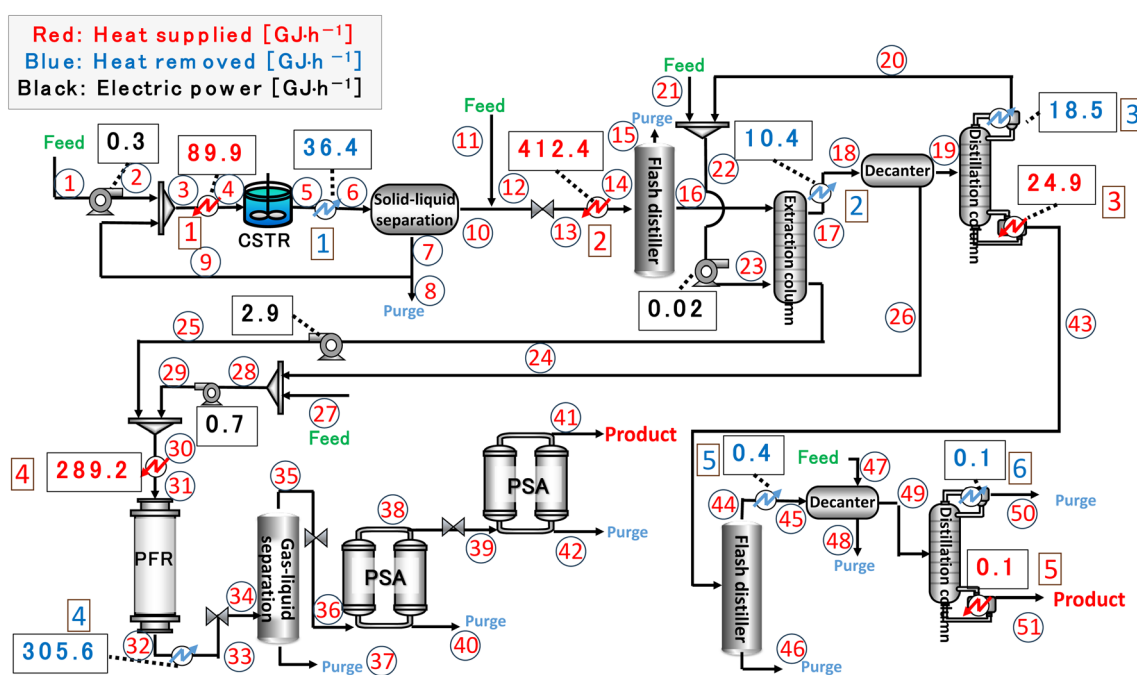 Red: Heat supplied [GJ·h⁻¹]
Blue: Heat removed [GJ·h⁻¹]
Black: Electric power [GJ·h⁻¹]
Feed
0.3
1
2
3
89.9
4
1
CSTR
5
36.4
6
1
Solid-liquid
separation
7
8
Purge
9
10
Feed
11
12
412.4
13
14
2
15
Purge
Flash distiller
16
Feed
21
22
20
10.4
17
2
18
Decanter
19
Distillation
column
18.5
3
24.9
3
Extraction column
23
0.02
26
43
25
2.9
24
29
28
0.7
27
Feed
30
4
289.2
31
PFR
4
32
305.6
33
34
35
Gas-liquid
separation
36
Purge
37
PSA
38
39
Purge
40
PSA
41
Product
42
Purge
5
0.4
44
45
Flash distiller
46
Purge
Feed
47
Decanter
48
Purge
49
Distillation
column
0.1
6
50
Purge
0.1
5
Product
51